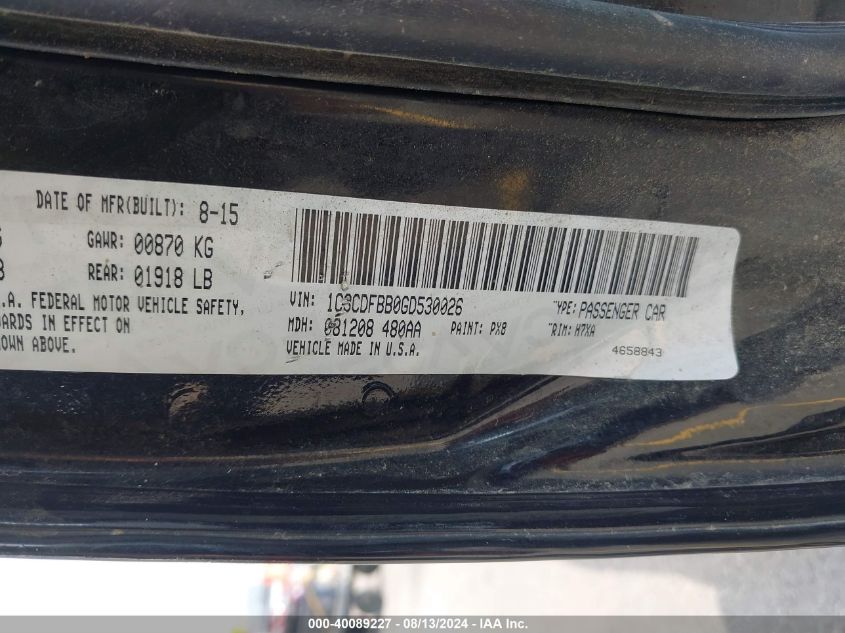 DATE OF MFR(BUILT): 8-15
GAWR: 00870 KG
REAR: 01918 LB
.A. FEDERAL MOTOR VEHICLE SAFETY,
ARDS IN EFFECT ON
OWN ABOVE.
VIN: 1C3CDFBB0GD530026 TYPE: PASSENGER CAR
MDH: 081208 480AA PAINT: PX8 TRIM: H7XA
VEHICLE MADE IN U.S.A. 4658843
000-40089227 - 08/13/2024 - IAA Inc.